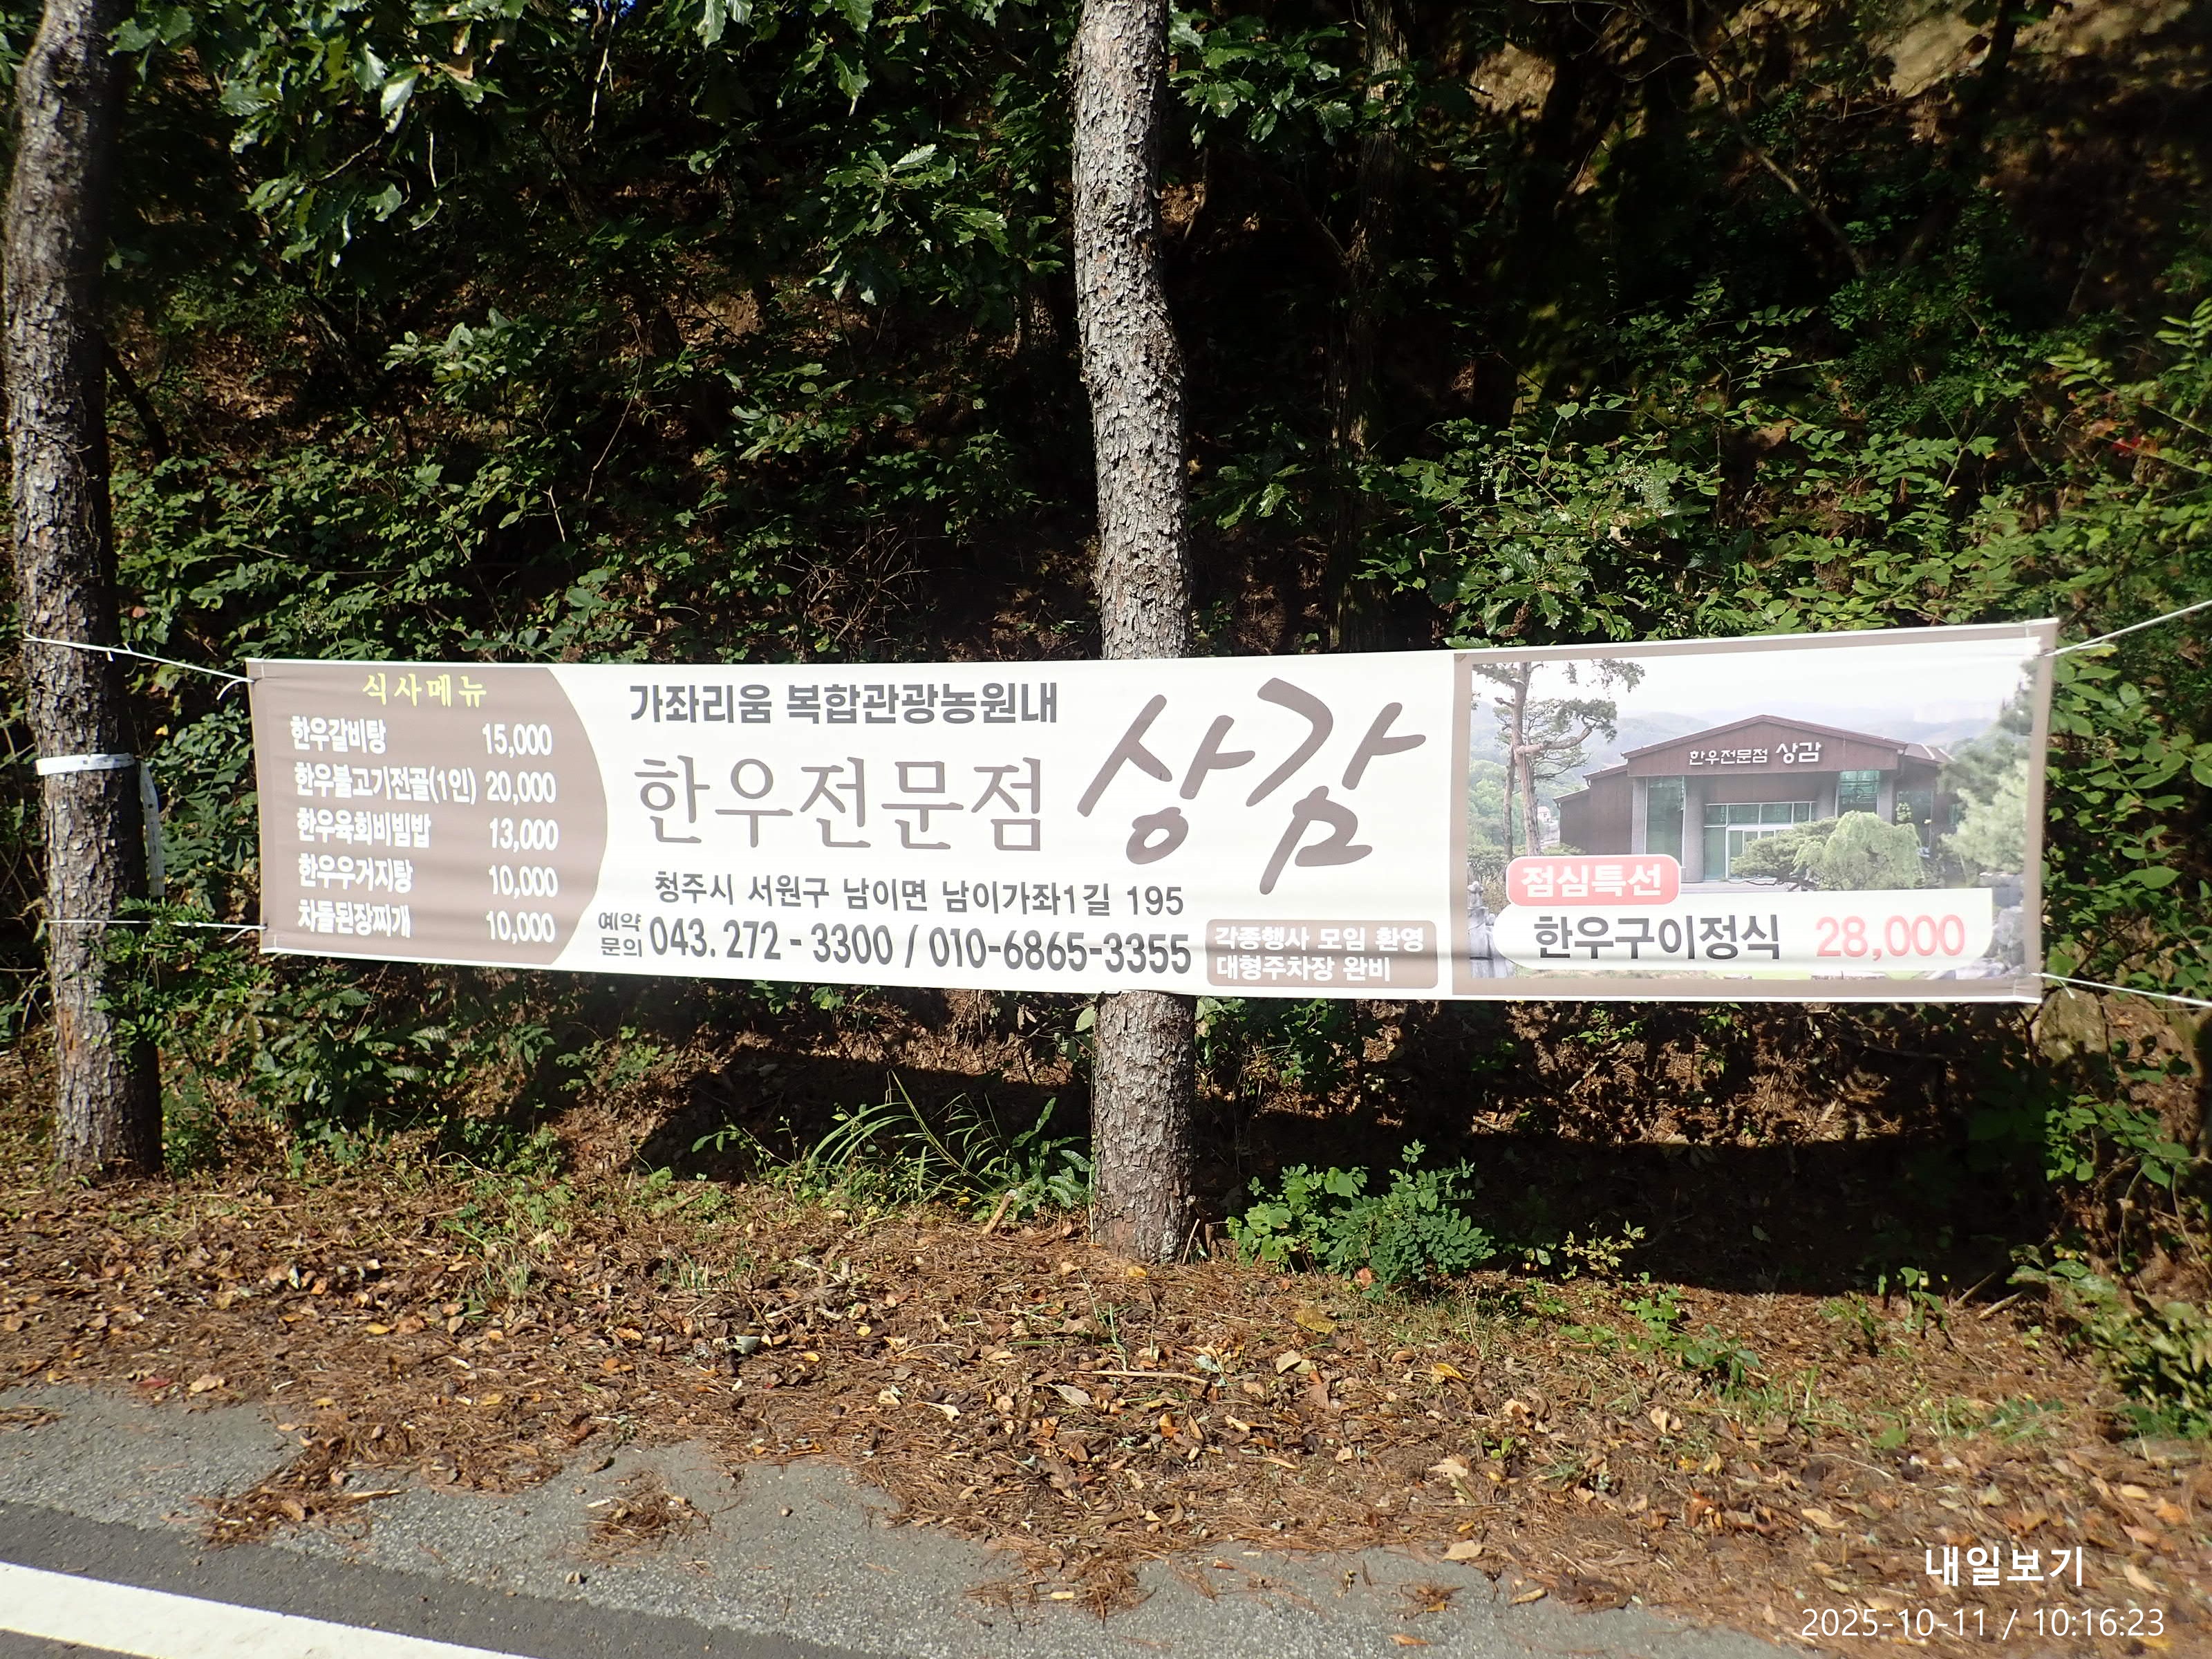 식사메뉴
한우갈비탕 15,000
한우불고기전골(1인) 20,000
한우육회비빔밥 13,000
한우우거지탕 10,000
차돌된장찌개 10,000
가좌리움 복합관광농원내
한우전문점 상감
청주시 서원구 남이면 남이가좌1길 195
예약
문의 043. 272 - 3300 / 010-6865-3355
각종행사 모임 환영
대형주차장 완비
한우전문점 상감
점심특선
한우구이정식 28,000
내일보기
2025-10-11 / 10:16:23